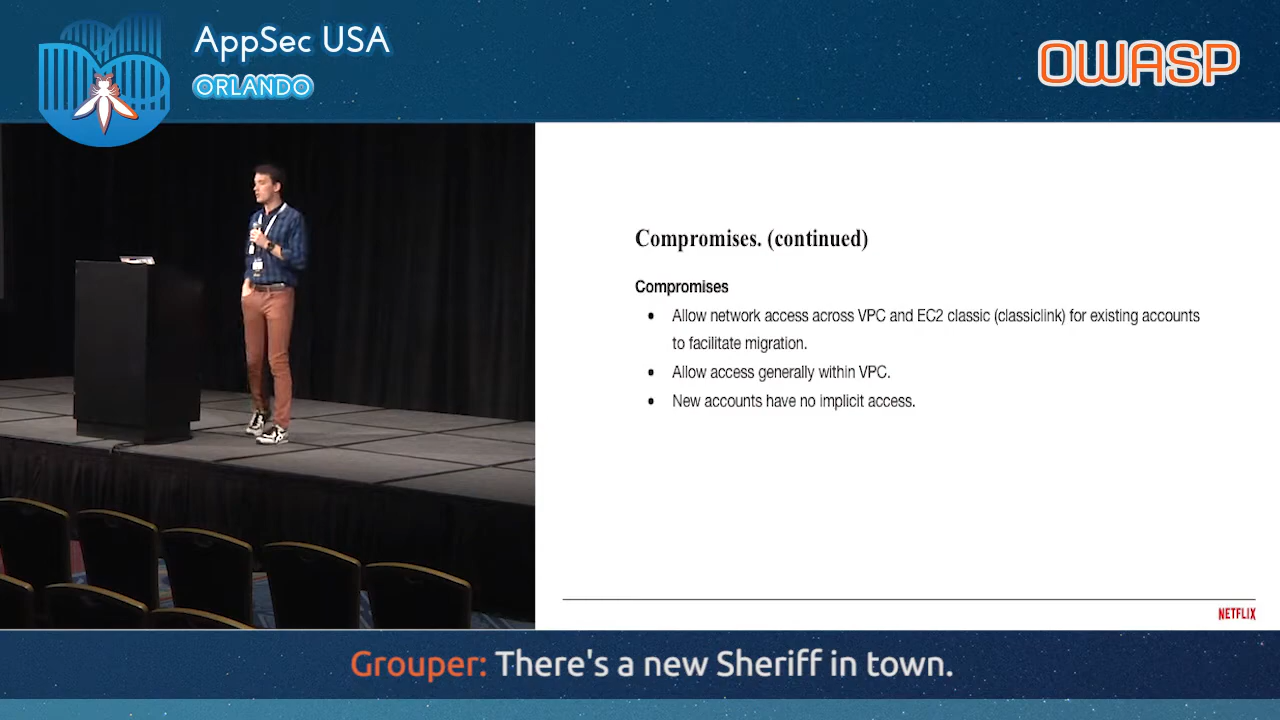 AppSec USA
ORLANDO
OWASP
Compromises. (continued)
Compromises
• Allow network access across VPC and EC2 classic (classiclink) for existing accounts
to facilitate migration.
• Allow access generally within VPC.
• New accounts have no implicit access.
NETFLIX
Grouper: There's a new Sheriff in town.